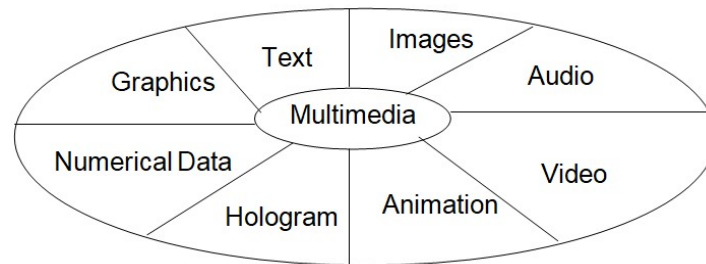 Images
Text
Audio
Graphics
Multimedia
Numerical Data
Video
Animation
Hologram